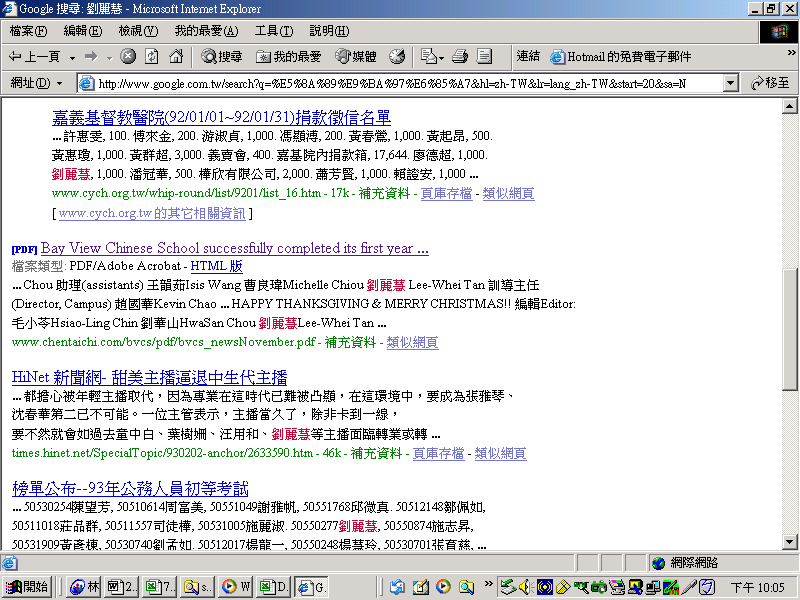 Google 搜尋: 劉麗慧 - Microsoft Internet Explorer
檔案(F) 編輯(E) 檢視(V) 我的最愛(A) 工具(T) 說明(H)
上一頁 搜尋 我的最愛 媒體 連結 Hotmail 的免費電子郵件
網址(D) http://www.google.com.tw/search?q=%E5%8A%89%E9%BA%97%E6%85%A7&hl=zh-TW&lr=lang_zh-TW&start=20&sa=N 移至
嘉義基督教醫院(92/01/01~92/01/31)捐款徵信名單
... 許惠雯, 100. 傅來金, 200. 游淑貞, 1,000. 馮顯溥, 200. 黃春鶯, 1,000. 黃起昂, 500.
黃惠瓊, 1,000. 黃群超, 3,000. 義賣會, 400. 嘉基院內捐款箱, 17,644. 廖德超, 1,000.
劉麗慧, 1,000. 潘冠華, 500. 樺欣有限公司, 2,000. 蕭芳賢, 1,000. 賴證安, 1,000 ...
www.cych.org.tw/whip-round/list/9201/list_16.htm - 17k - 補充資料 - 頁庫存檔 - 類似網頁
[ www.cych.org.tw的其它相關資訊 ]
[PDF] Bay View Chinese School successfully completed its first year ...
檔案類型: PDF/Adobe Acrobat - HTML 版
... Chou 助理(assistants) 王韻茹Isis Wang 曹良瑋Michelle Chiou 劉麗慧 Lee-Whei Tan 訓導主任
(Director, Campus) 趙國華Kevin Chao ... HAPPY THANKSGIVING & MERRY CHRISTMAS!! 編輯Editor:
毛小苓Hsiao-Ling Chin 劉華山HwaSan Chou 劉麗慧Lee-Whei Tan ...
www.chentaichi.com/bvcs/pdf/bvcs_newsNovember.pdf - 補充資料 - 類似網頁
HiNet 新聞網- 甜美主播逼退中生代主播
... 都擔心被年輕主播取代，因為專業在這時代已難被凸顯，在這環境中，要成為張雅琴、
沈春華第二已不可能。一位主管表示，主播當久了，除非卡到一線，
要不然就會如過去童中白、葉樹姍、汪用和、劉麗慧等主播面臨轉業或轉 ...
times.hinet.net/SpecialTopic/930202-anchor/2633590.htm - 46k - 補充資料 - 頁庫存檔 - 類似網頁
榜單公布--93年公務人員初等考試
... 50530254陳望芳, 50510614周富美, 50551049謝雅帆, 50551768邱微真. 50512148鄒佩如,
50511018莊品群, 50511557司徒樺, 50531005施麗淑. 50550277劉麗慧, 50550874施志昇,
50531909黃彥棟, 50530740劉孟如. 50512017楊龍一, 50550248楊慧玲, 50530701張育慈, ...
網際網路
開始 林 2.. 7.. s.. W D.. G. 下午 10:05